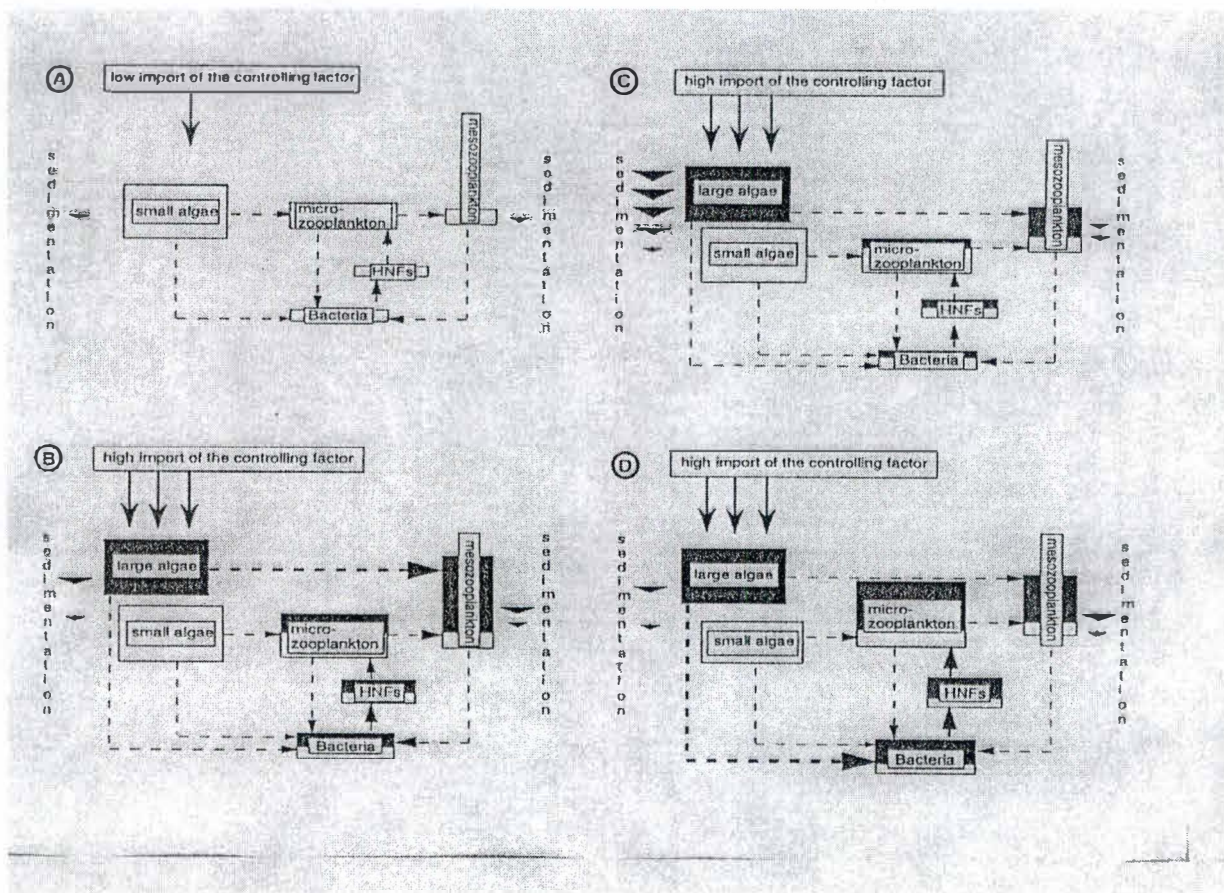 A
low import of the controlling factor
sedimentation
small algae
micro-
zooplankton
mesozooplankton
HNFs
Bacteria
sedimentation
B
high import of the controlling factor
sedimentation
large algae
small algae
micro-
zooplankton
mesozooplankton
HNFs
Bacteria
sedimentation
C
high import of the controlling factor
sedimentation
large algae
small algae
micro-
zooplankton
mesozooplankton
HNFs
Bacteria
sedimentation
D
high import of the controlling factor
sedimentation
large algae
small algae
micro-
zooplankton
mesozooplankton
HNFs
Bacteria
sedimentation